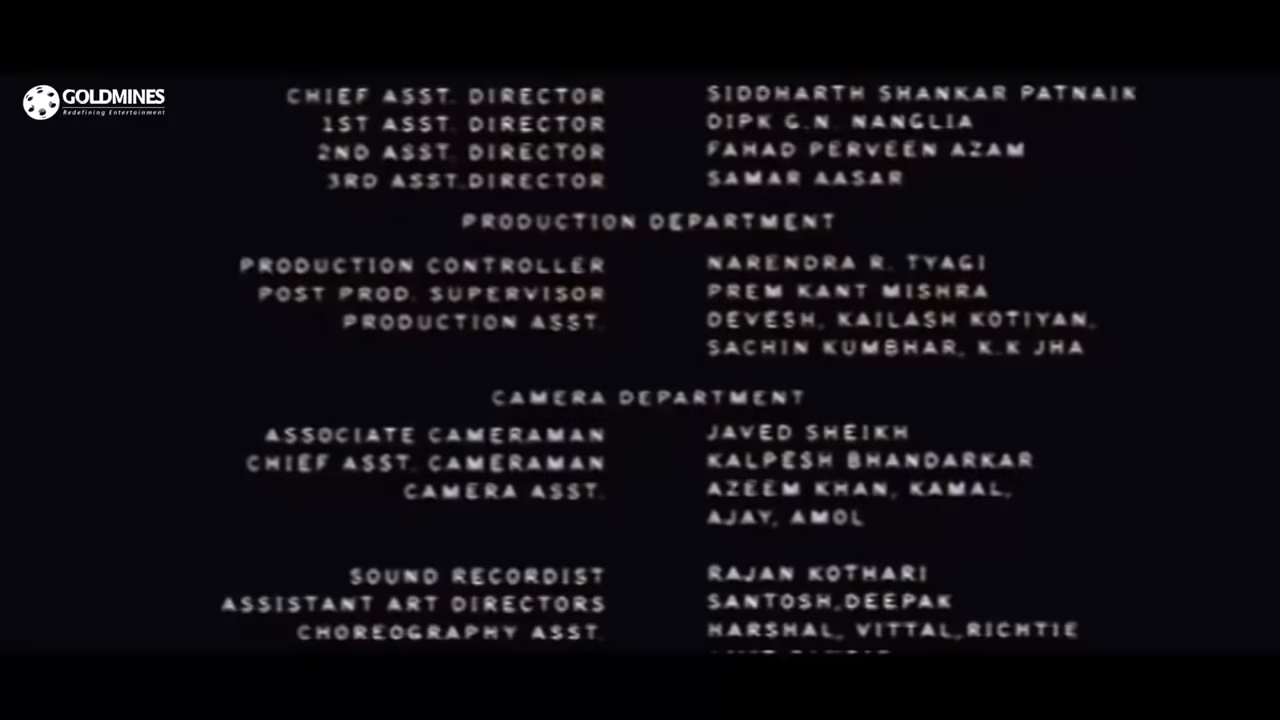 GOLDMINES
Redefining Entertainment
CHIEF ASST. DIRECTOR SIDDHARTH SHANKAR PATNAIK
1ST ASST. DIRECTOR DIPK G.N. NANGLIA
2ND ASST. DIRECTOR FAHAD PERVEEN AZAM
3RD ASST.DIRECTOR SAMAR AASAR
PRODUCTION DEPARTMENT
PRODUCTION CONTROLLER NARENDRA R. TYAGI
POST PROD. SUPERVISOR PREM KANT MISHRA
PRODUCTION ASST. DEVESH, KAILASH KOTIYAN,
SACHIN KUMBHAR, K.K JHA
CAMERA DEPARTMENT
ASSOCIATE CAMERAMAN JAVED SHEIKH
CHIEF ASST. CAMERAMAN KALPESH BHANDARKAR
CAMERA ASST. AZEEM KHAN, KAMAL,
AJAY, AMOL
SOUND RECORDIST RAJAN KOTHARI
ASSISTANT ART DIRECTORS SANTOSH,DEEPAK
CHOREOGRAPHY ASST. HARSHAL, VITTAL,RICHTIE